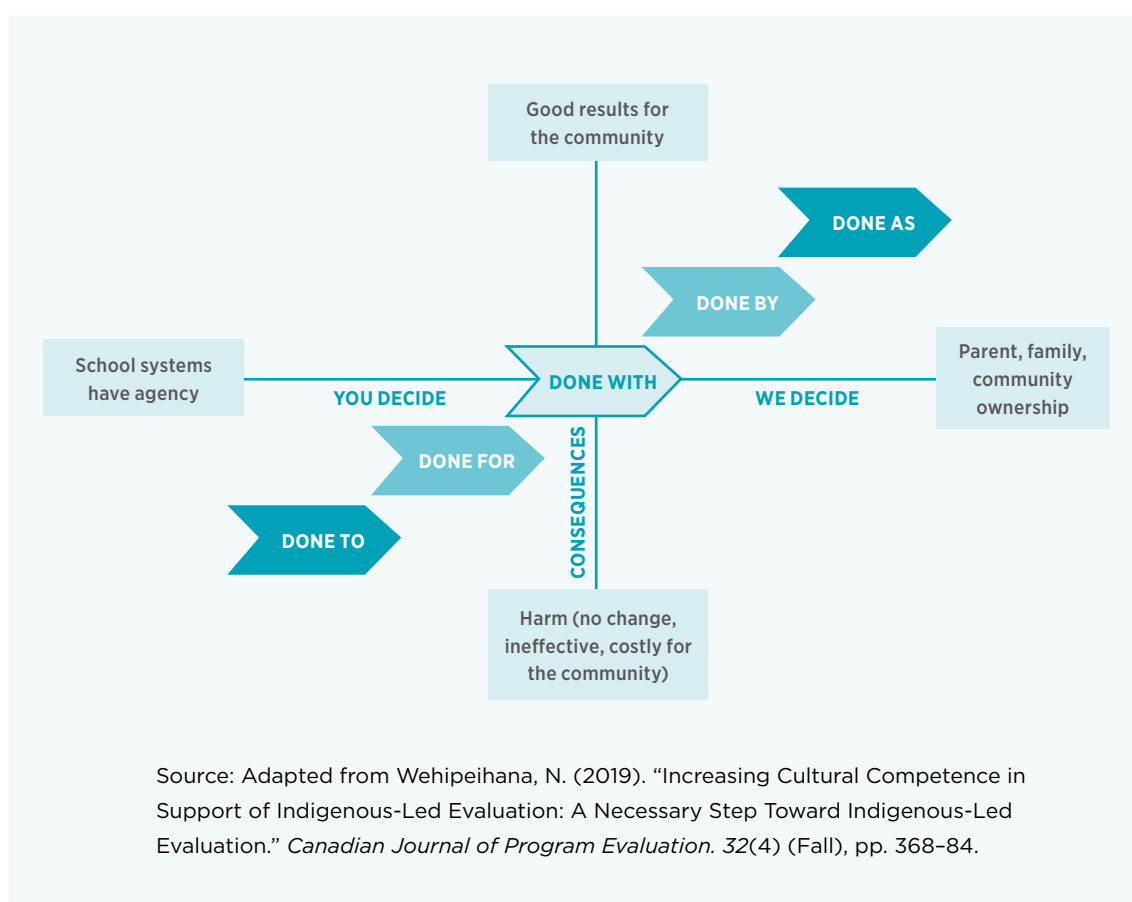 Good results for
the community
DONE AS
DONE BY
School systems
have agency
YOU DECIDE
DONE WITH
WE DECIDE
Parent, family,
community
ownership
DONE FOR
CONSEQUENCES
DONE TO
Harm (no change,
ineffective, costly for
the community)
Source: Adapted from Wehipeihana, N. (2019). “Increasing Cultural Competence in
Support of Indigenous-Led Evaluation: A Necessary Step Toward Indigenous-Led
Evaluation.” Canadian Journal of Program Evaluation. 32(4) (Fall), pp. 368–84.